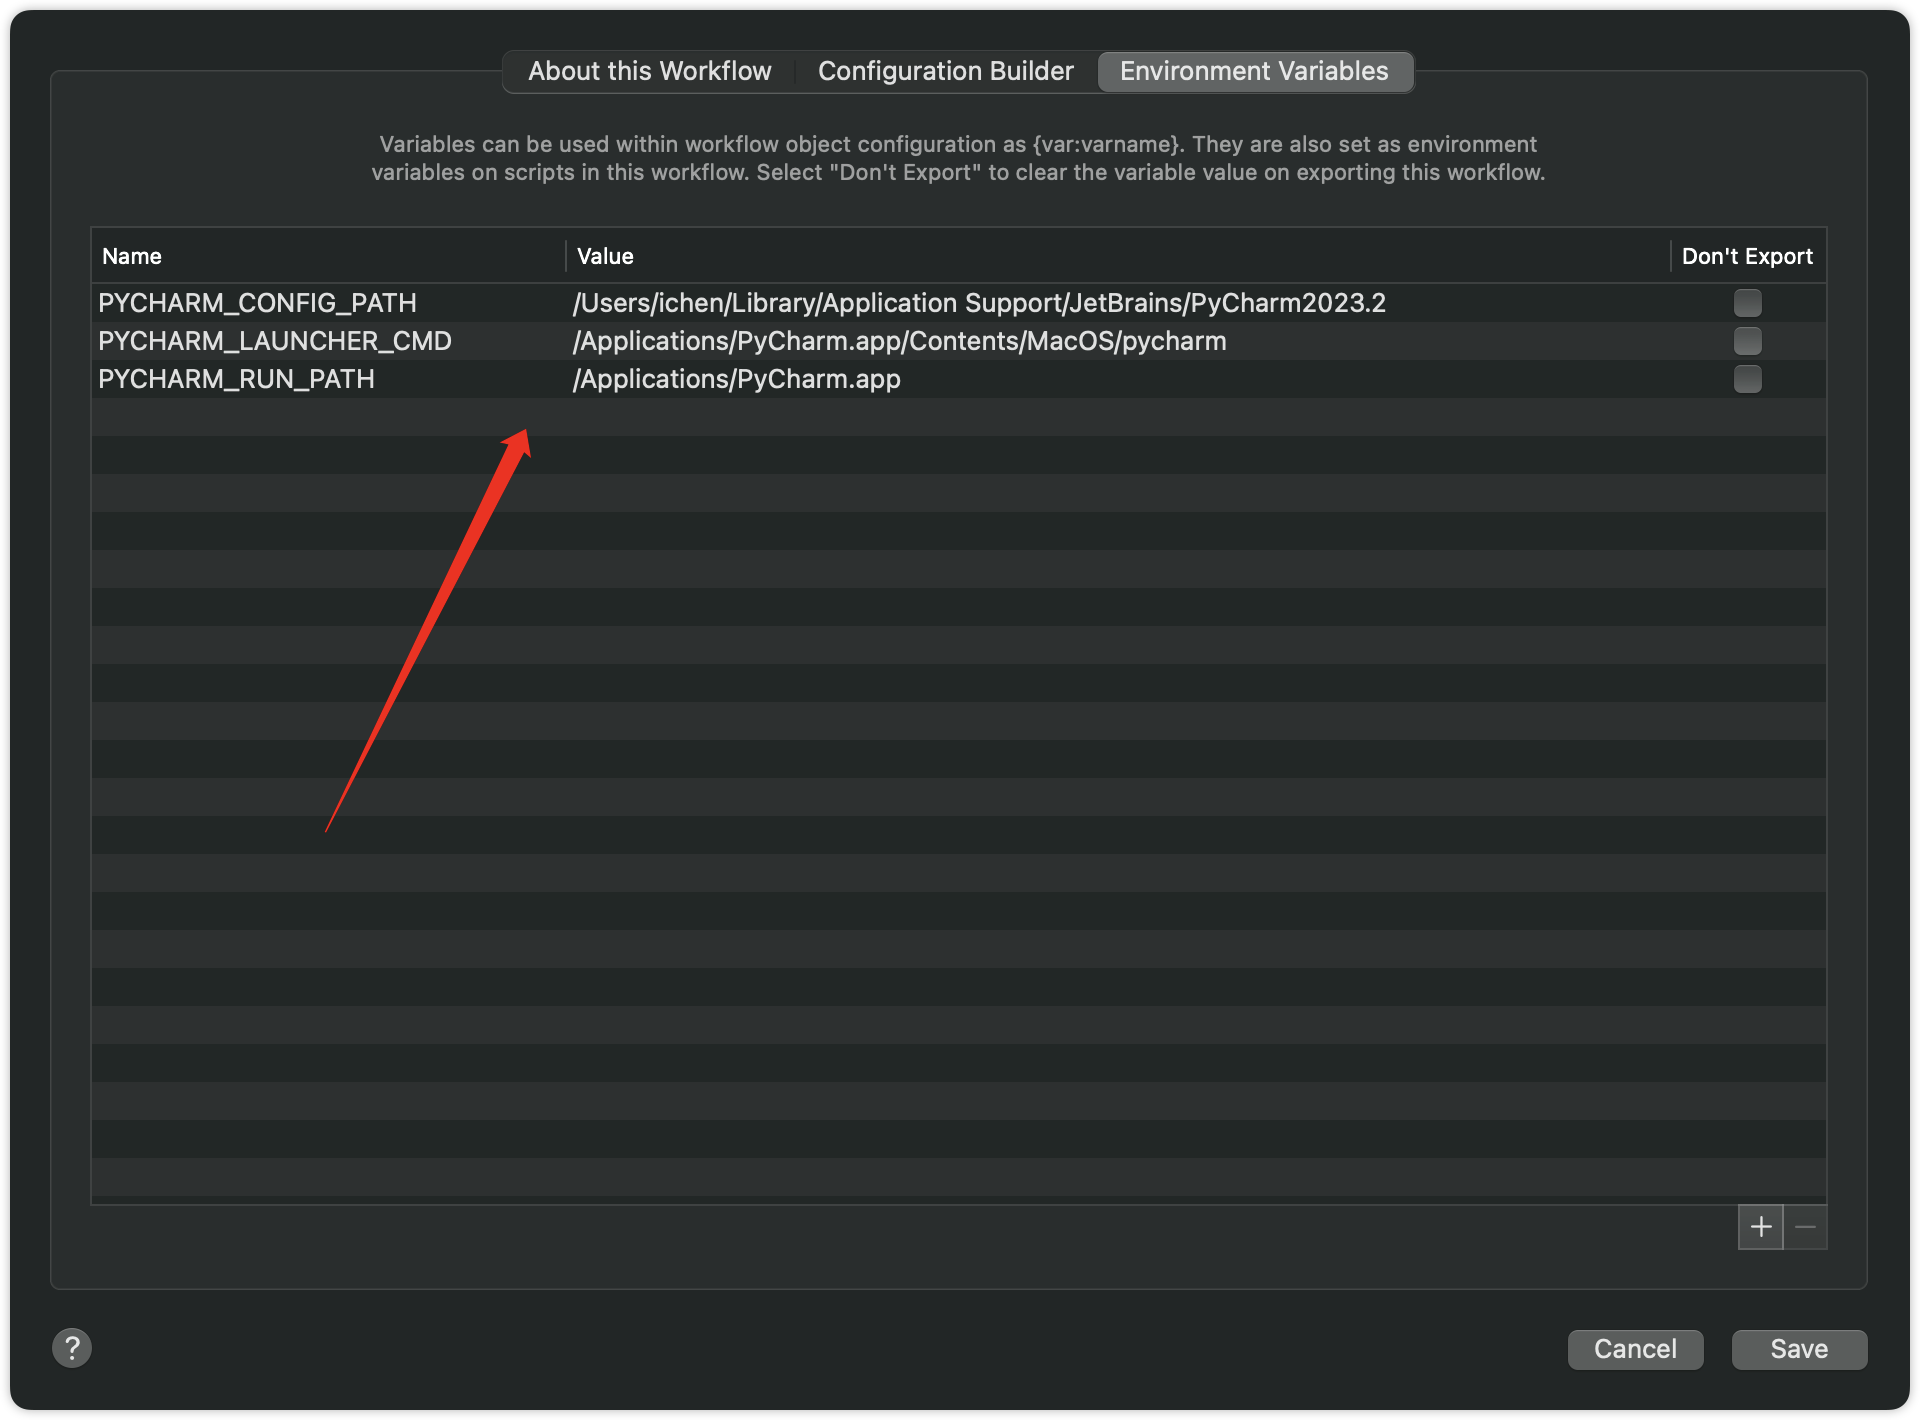 About this Workflow
Configuration Builder
Environment Variables
Variables can be used within workflow object configuration as {var:varname}. They are also set as environment
variables on scripts in this workflow. Select "Don't Export" to clear the variable value on exporting this workflow.
Name
Value
Don't Export
PYCHARM_CONFIG_PATH
/Users/ichen/Library/Application Support/JetBrains/PyCharm2023.2
PYCHARM_LAUNCHER_CMD
/Applications/PyCharm.app/Contents/MacOS/pycharm
PYCHARM_RUN_PATH
/Applications/PyCharm.app
+
−
?
Cancel
Save